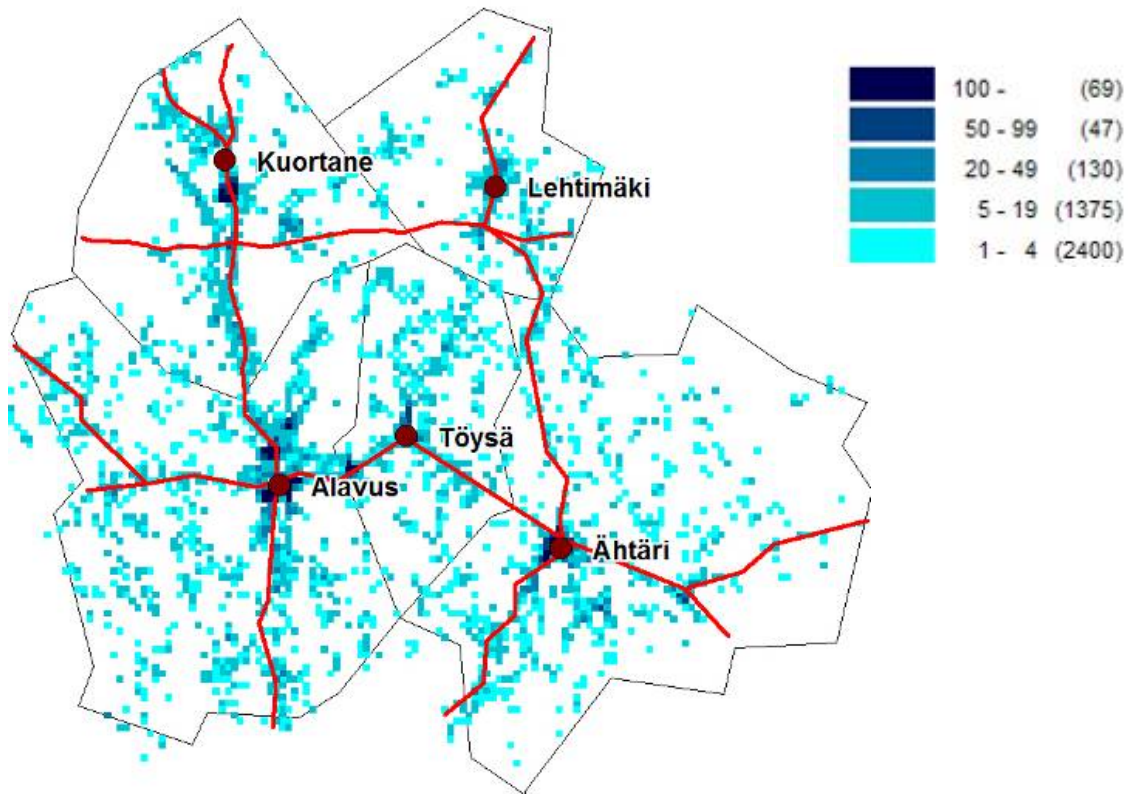 100 - (69)
50 - 99 (47)
20 - 49 (130)
5 - 19 (1375)
1 - 4 (2400)
Kuortane
Lehtimäki
Töysä
Alavus
Ähtäri